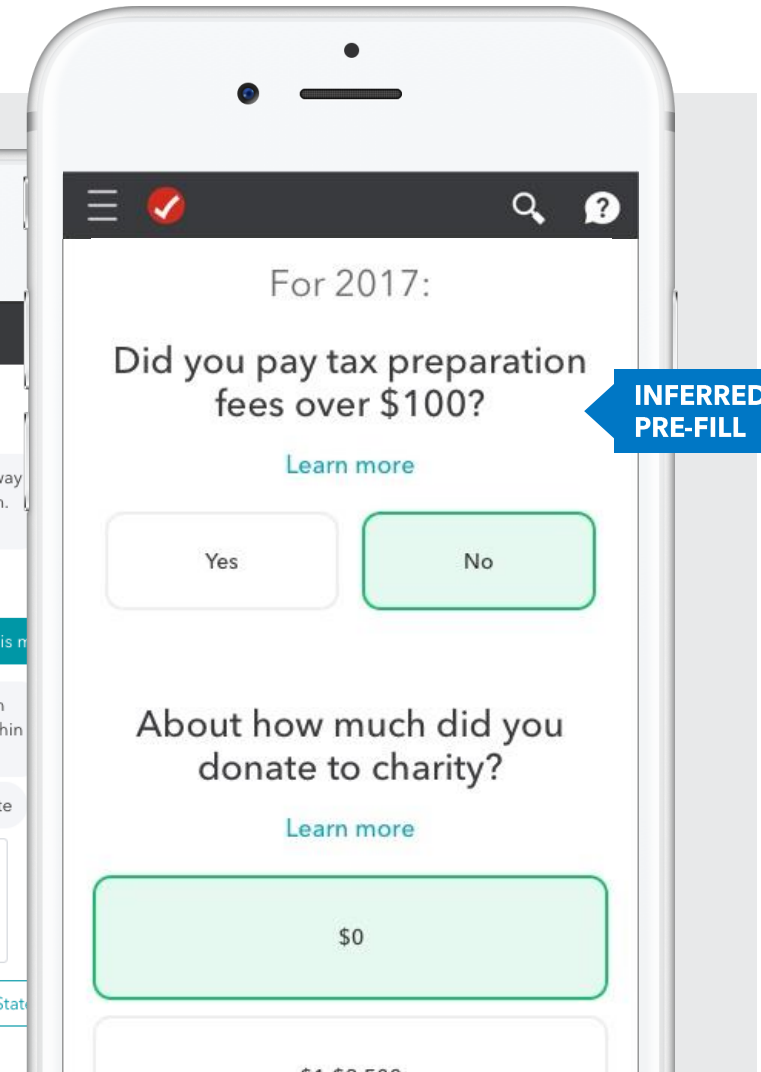 For 2017:
Did you pay tax preparation
fees over $100?
INFERRED
PRE-FILL
Learn more
Yes
No
About how much did you
donate to charity?
Learn more
$0